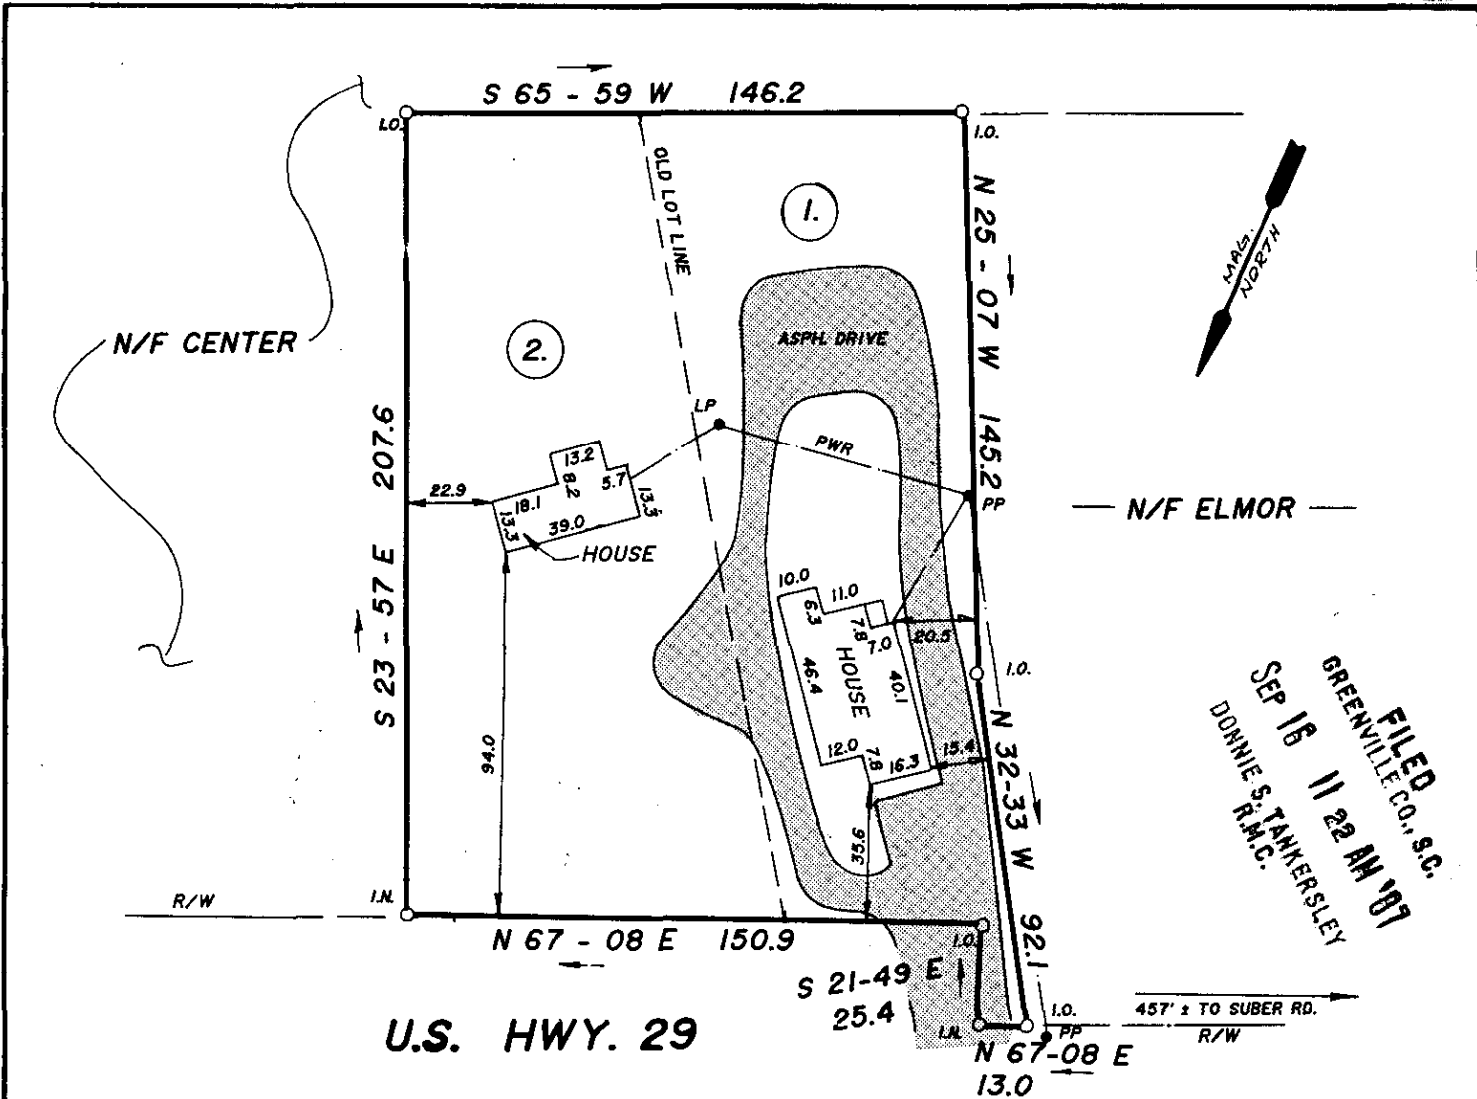 S 65 - 59 W 146.2
I.O.
I.O.
OLD LOT LINE
1.
N 25 - 07 W 145.2
MAG. NORTH
N/F CENTER
2.
ASPH. DRIVE
LP
PWR
PP
N/F ELMOR
S 23 - 57 E 207.6
22.9
13.2
8.2
5.7
18.1
13.3
39.0
13.3
HOUSE
94.0
10.0
6.3
11.0
7.8
7.0
20.5
46.4
HOUSE
40.1
12.0
7.8
16.3
15.4
35.6
I.O.
N 32-33 W 92.1
FILED
GREENVILLE CO., S.C.
SEP 16 11 22 AM '87
DONNIE S. TANKERSLEY
R.M.C.
R/W
I.N.
N 67 - 08 E 150.9
I.O.
S 21-49 E
25.4
U.S. HWY. 29
I.N.
I.O.
PP
457' ± TO SUBER RD.
R/W
N 67-08 E
13.0